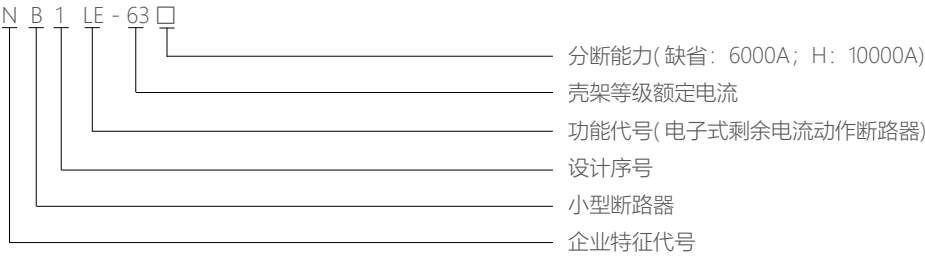 N B 1 LE - 63 □
分断能力( 缺省：6000A；H：10000A)
壳架等级额定电流
功能代号( 电子式剩余电流动作断路器)
设计序号
小型断路器
企业特征代号